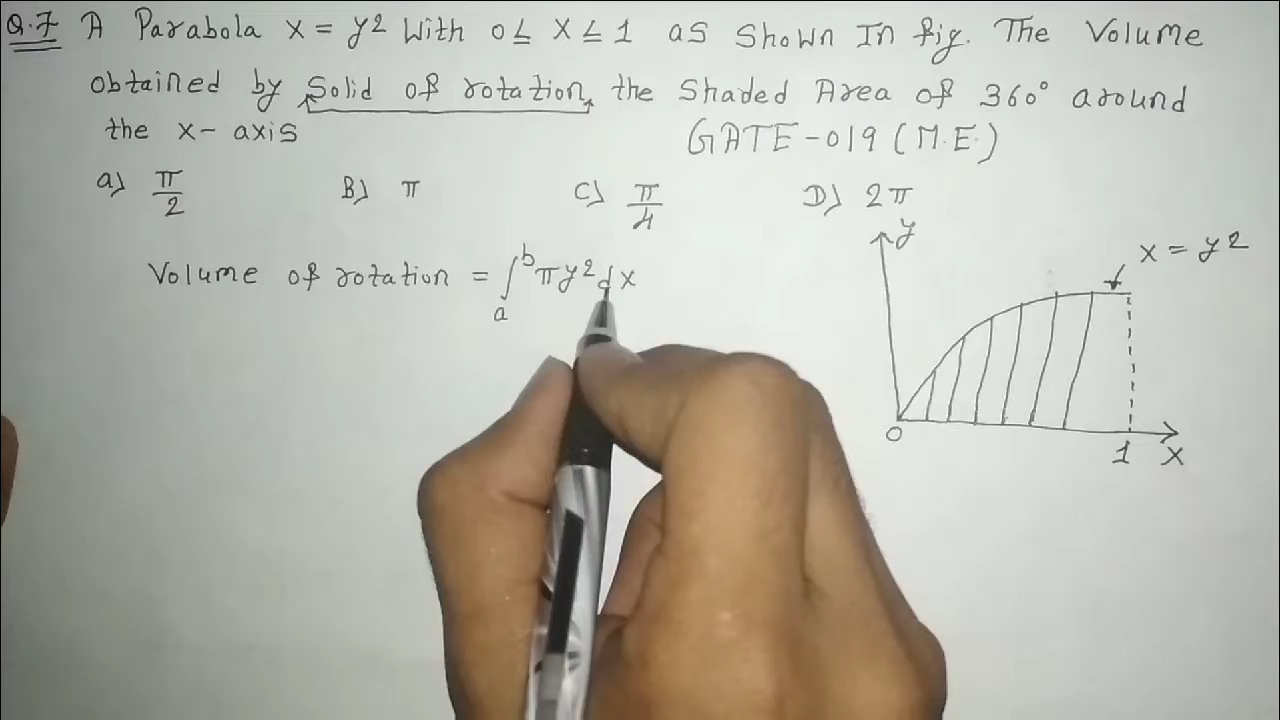 Q.7 A Parabola x = y2 With 0 ≤ x ≤ 1 as Shown In fig. The Volume
obtained by Solid of rotation, the Shaded Area of 360° around
the x- axis
GATE-019 (M.E.)
a) π/2 B) π C) π/4 D) 2π
Volume of rotation = ∫ₐᵇ πy² dx
y
x = y2
0
1 x